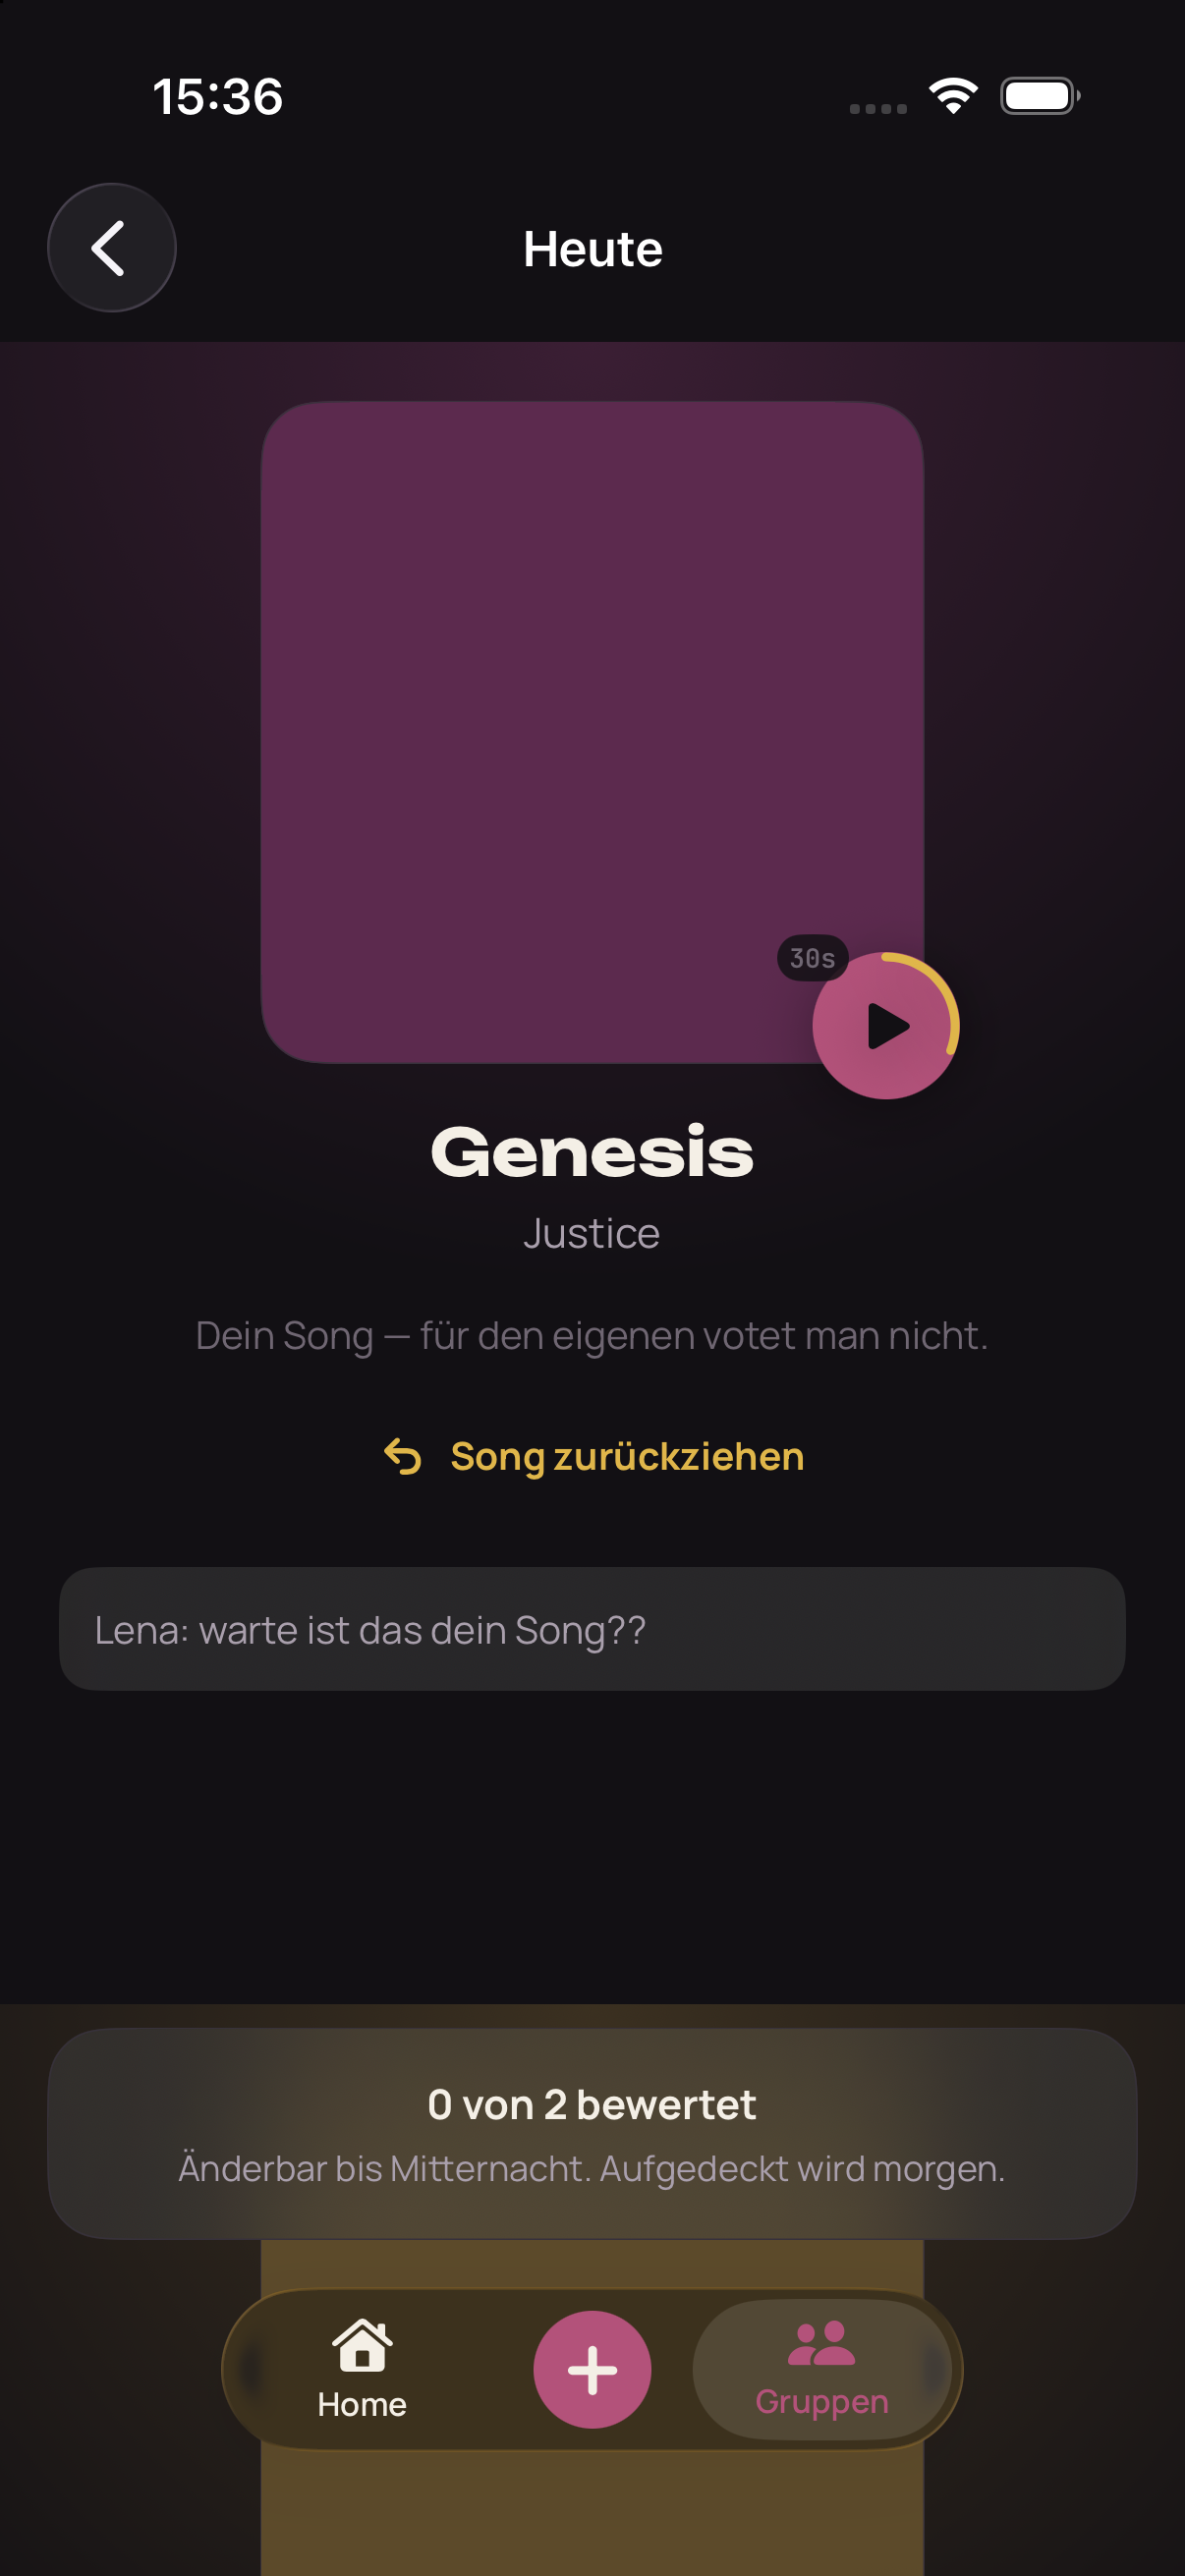 15:36
Heute
30s
Genesis
Justice
Dein Song — für den eigenen votet man nicht.
Song zurückziehen
Lena: warte ist das dein Song??
0 von 2 bewertet
Änderbar bis Mitternacht. Aufgedeckt wird morgen.
Home
Gruppen